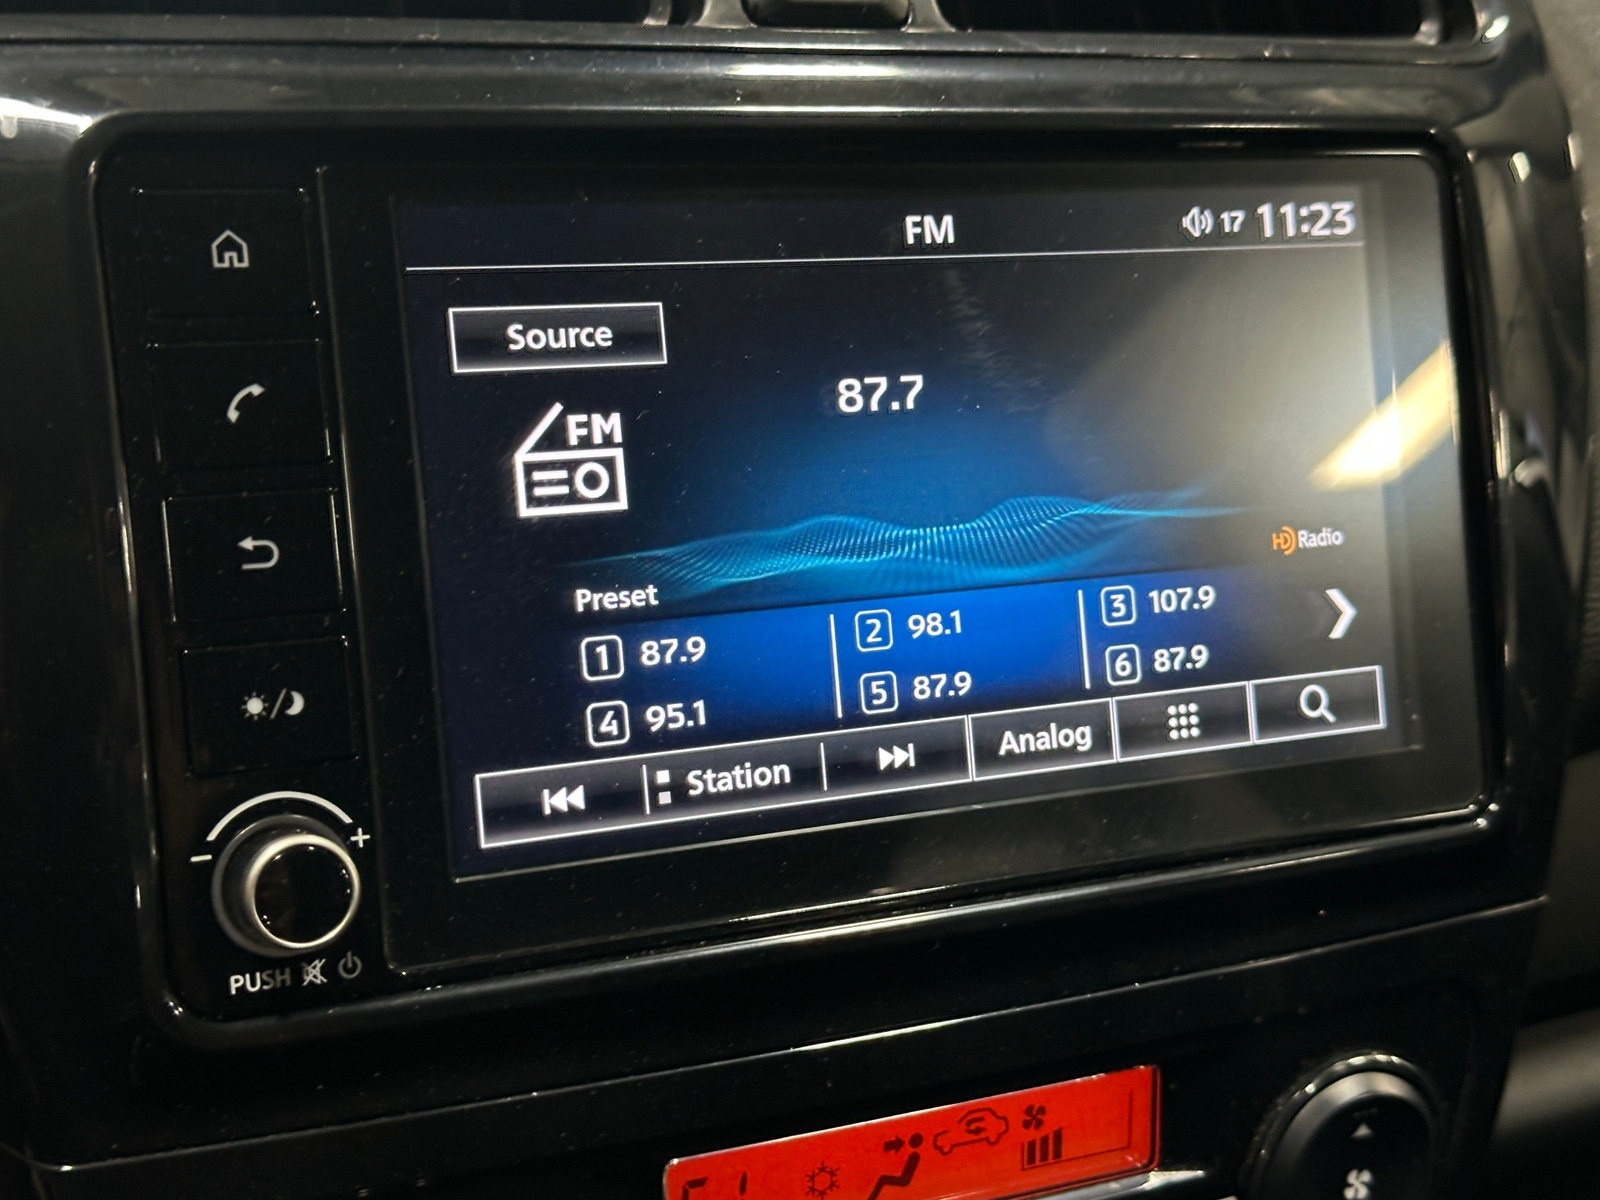 FM
17 11:23
Source
87.7
FM
HD Radio
Preset
1 87.9
2 98.1
3 107.9
4 95.1
5 87.9
6 87.9
Station
Analog
- +
PUSH